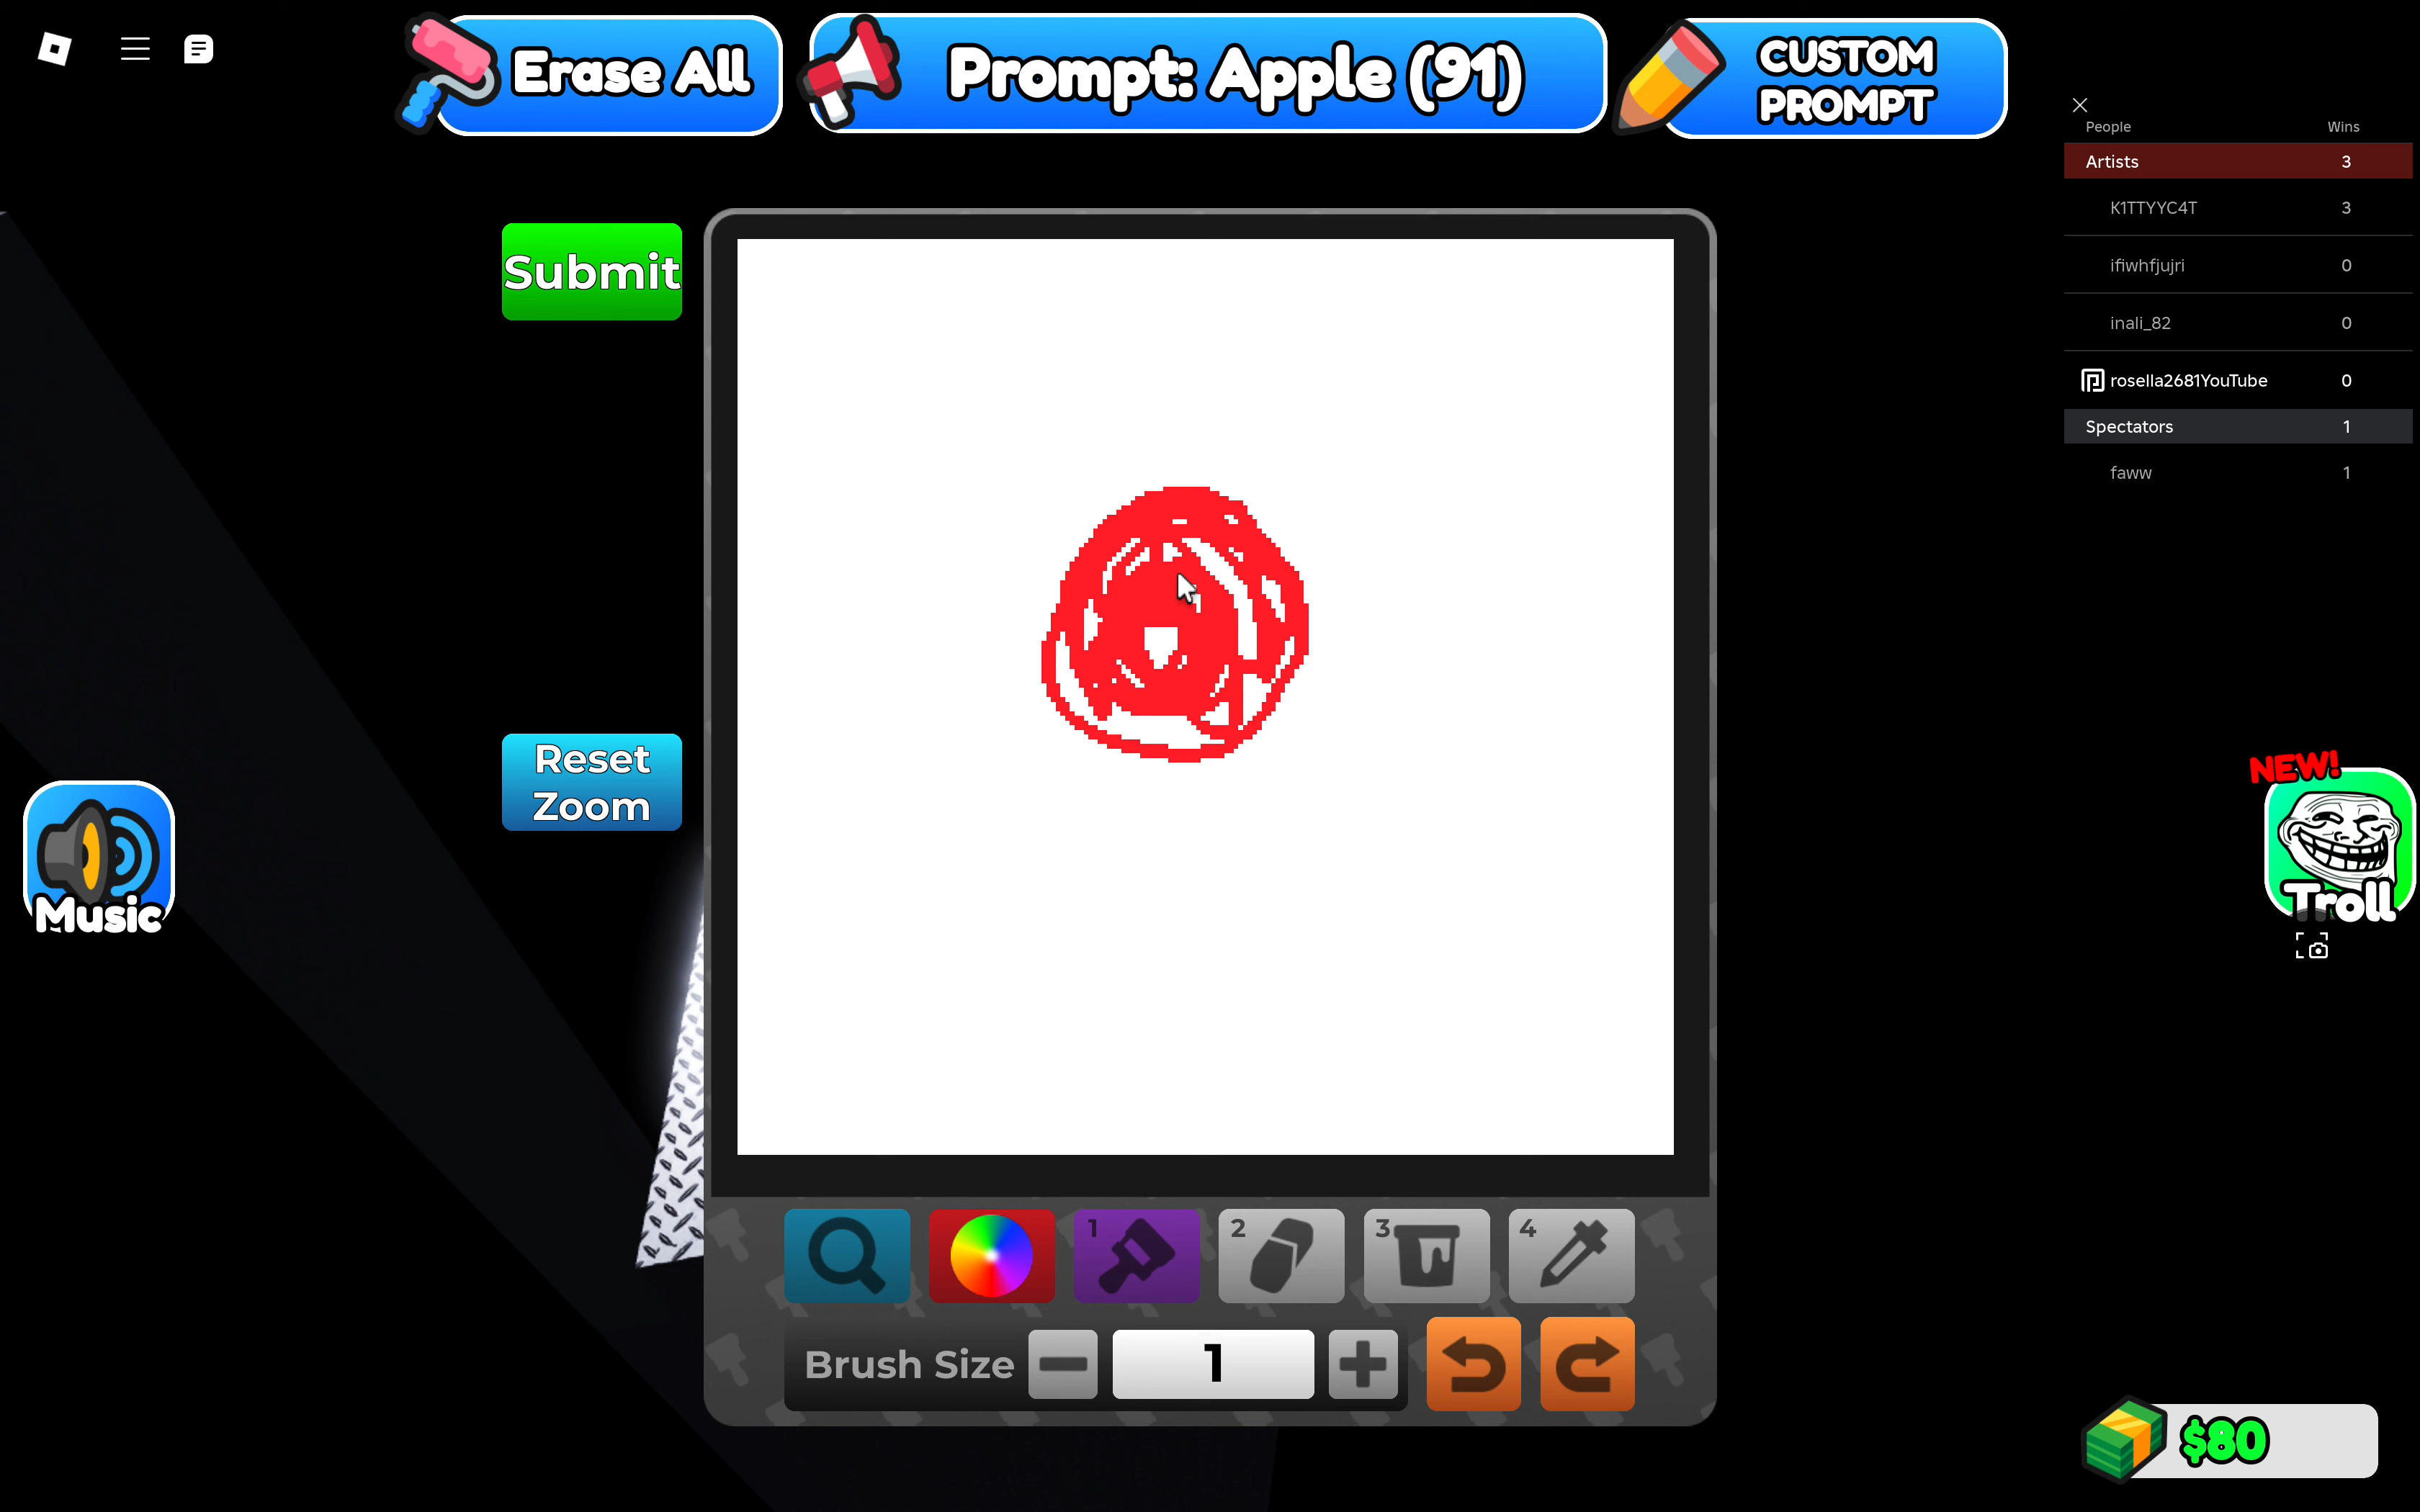 Erase All
Prompt: Apple (91)
CUSTOM
PROMPT
People Wins
Artists 3
K1TTYYC4T 3
ifiwhfjujri 0
inali_82 0
rosella2681YouTube 0
Spectators 1
faww 1
Submit
Reset
Zoom
Music
NEW!
Troll
1
2
3
4
Brush Size 1
$80